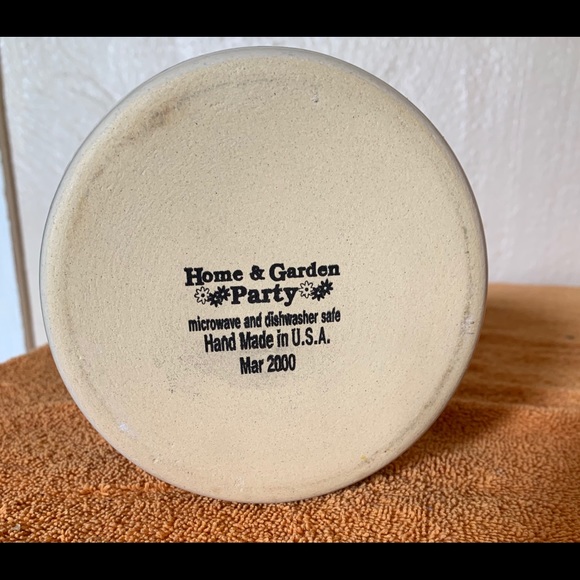 Home & Garden
Party
microwave and dishwasher safe
Hand Made in U.S.A.
Mar 2000